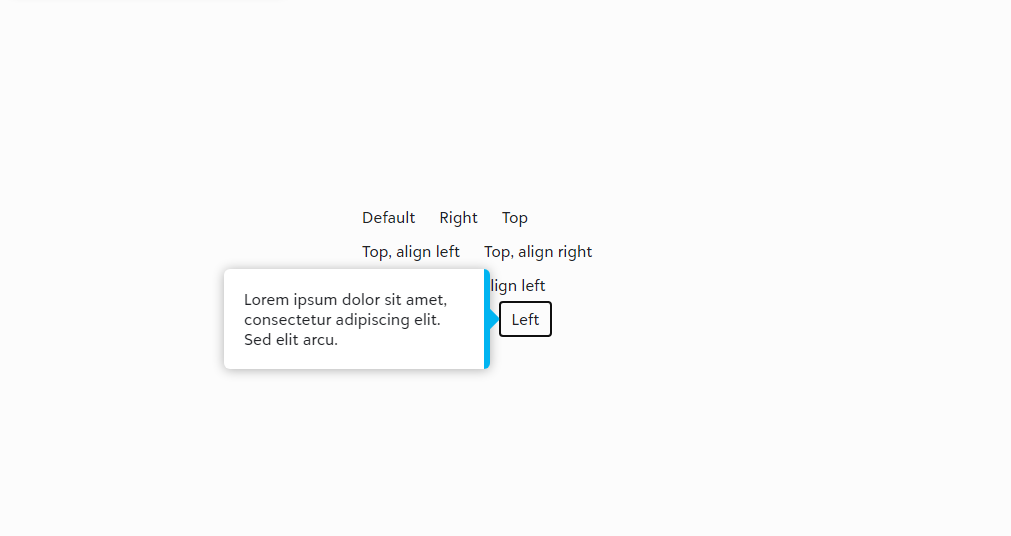 Default Right Top
Top, align left Top, align right
lign left
Lorem ipsum dolor sit amet,
consectetur adipiscing elit.
Sed elit arcu.
Left